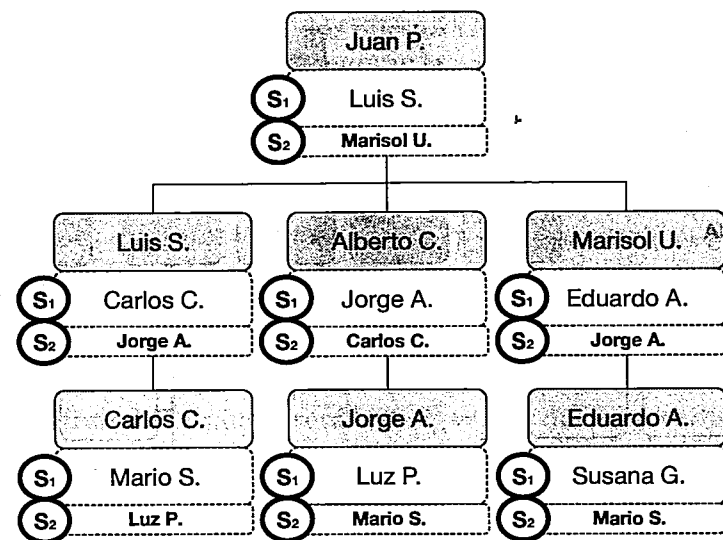 Juan P.
S1 Luis S.
S2 Marisol U.
Luis S. Alberto C. Marisol U.
S1 Carlos C. S1 Jorge A. S1 Eduardo A.
S2 Jorge A. S2 Carlos C. S2 Jorge A.
Carlos C. Jorge A. Eduardo A.
S1 Mario S. S1 Luz P. S1 Susana G.
S2 Luz P. S2 Mario S. S2 Mario S.